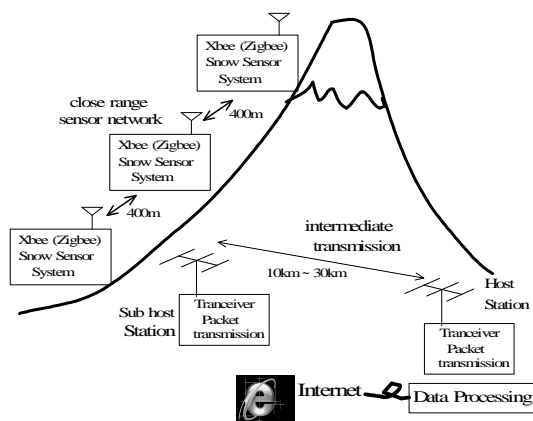 Xbee (Zigbee)
Snow Sensor
System
close range
sensor network
400m
Xbee (Zigbee)
Snow Sensor
System
400m
Xbee (Zigbee)
Snow Sensor
System
intermediate
transmission
10km ~ 30km
Sub host
Station
Tranceiver
Packet
transmission
Host
Station
Tranceiver
Packet
transmission
e
Internet
Data Processing